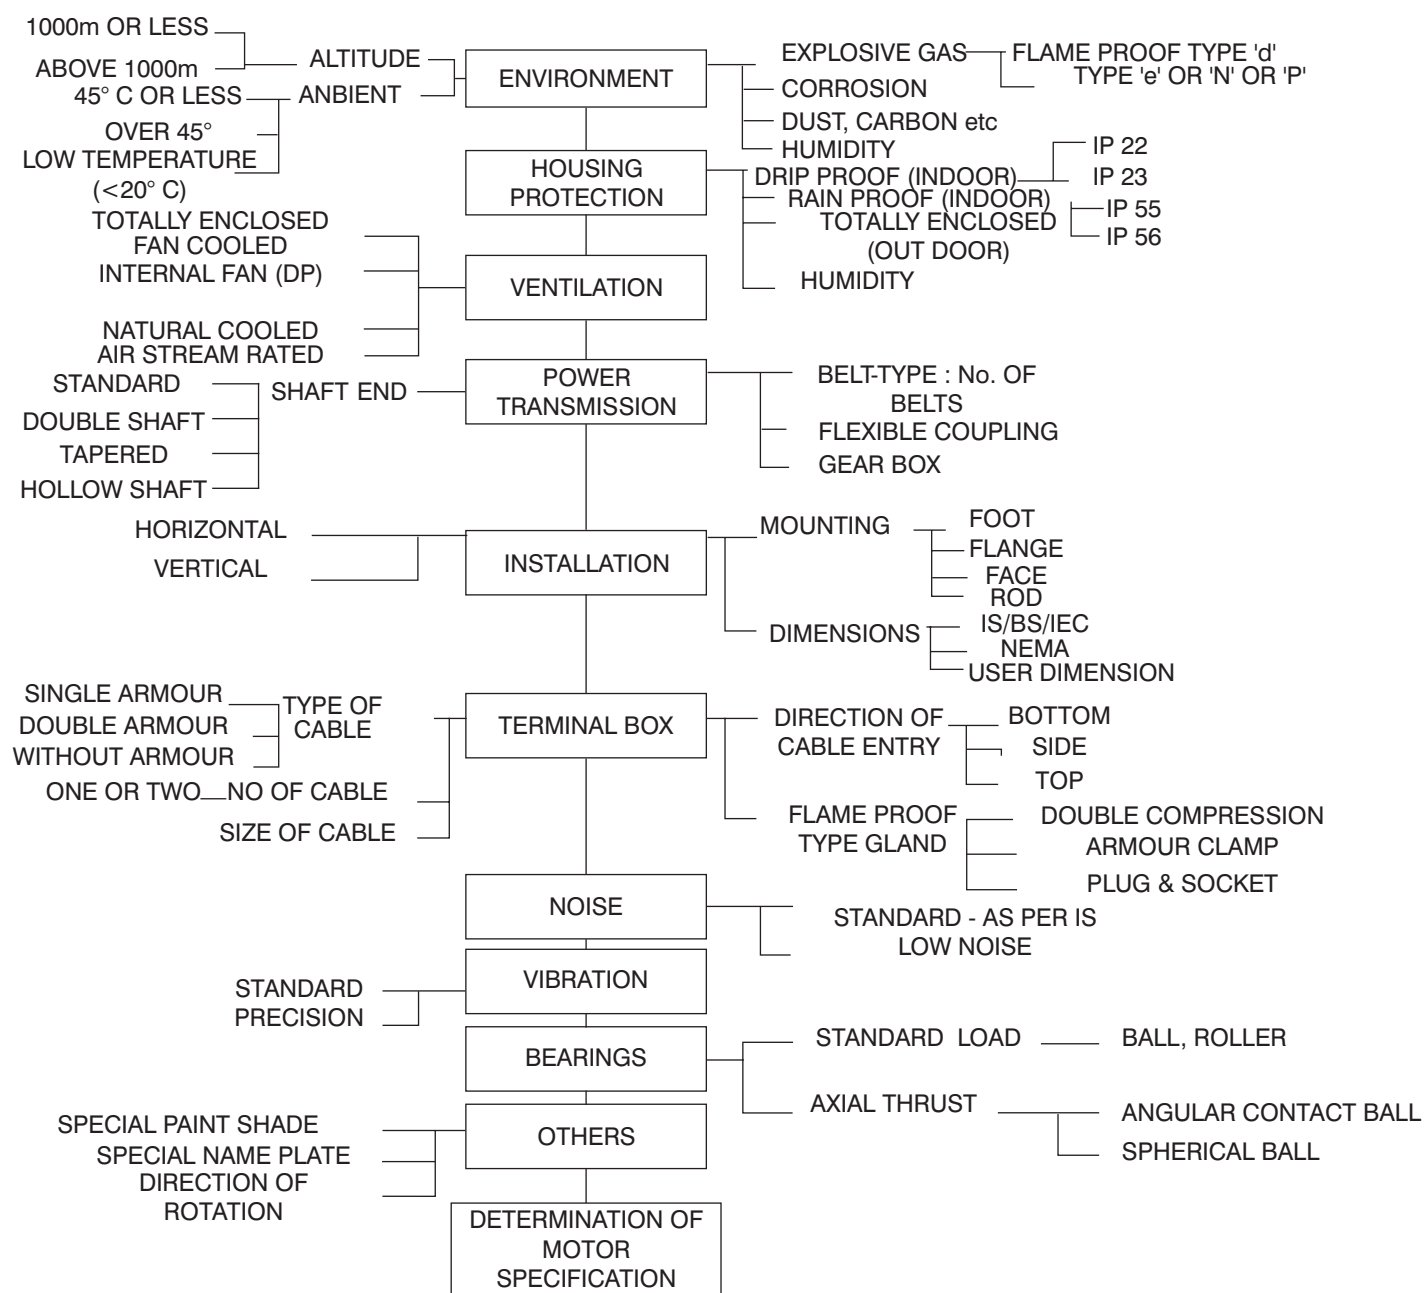 1000m OR LESS
ABOVE 1000m
ALTITUDE
45° C OR LESS
ANBIENT
OVER 45°
LOW TEMPERATURE
(<20° C)
ENVIRONMENT
EXPLOSIVE GAS
FLAME PROOF TYPE 'd'
TYPE 'e' OR 'N' OR 'P'
CORROSION
DUST, CARBON etc
HUMIDITY
HOUSING
PROTECTION
DRIP PROOF (INDOOR)
IP 22
IP 23
RAIN PROOF (INDOOR)
TOTALLY ENCLOSED
(OUT DOOR)
IP 55
IP 56
HUMIDITY
TOTALLY ENCLOSED
FAN COOLED
INTERNAL FAN (DP)
NATURAL COOLED
AIR STREAM RATED
VENTILATION
STANDARD
DOUBLE SHAFT
TAPERED
HOLLOW SHAFT
SHAFT END
POWER
TRANSMISSION
BELT-TYPE : No. OF
BELTS
FLEXIBLE COUPLING
GEAR BOX
HORIZONTAL
VERTICAL
INSTALLATION
MOUNTING
FOOT
FLANGE
FACE
ROD
DIMENSIONS
IS/BS/IEC
NEMA
USER DIMENSION
SINGLE ARMOUR
DOUBLE ARMOUR
WITHOUT ARMOUR
TYPE OF
CABLE
ONE OR TWO
NO OF CABLE
SIZE OF CABLE
TERMINAL BOX
DIRECTION OF
CABLE ENTRY
BOTTOM
SIDE
TOP
FLAME PROOF
TYPE GLAND
DOUBLE COMPRESSION
ARMOUR CLAMP
PLUG & SOCKET
NOISE
STANDARD - AS PER IS
LOW NOISE
STANDARD
PRECISION
VIBRATION
BEARINGS
STANDARD LOAD
BALL, ROLLER
AXIAL THRUST
ANGULAR CONTACT BALL
SPHERICAL BALL
SPECIAL PAINT SHADE
SPECIAL NAME PLATE
DIRECTION OF
ROTATION
OTHERS
DETERMINATION OF
MOTOR
SPECIFICATION